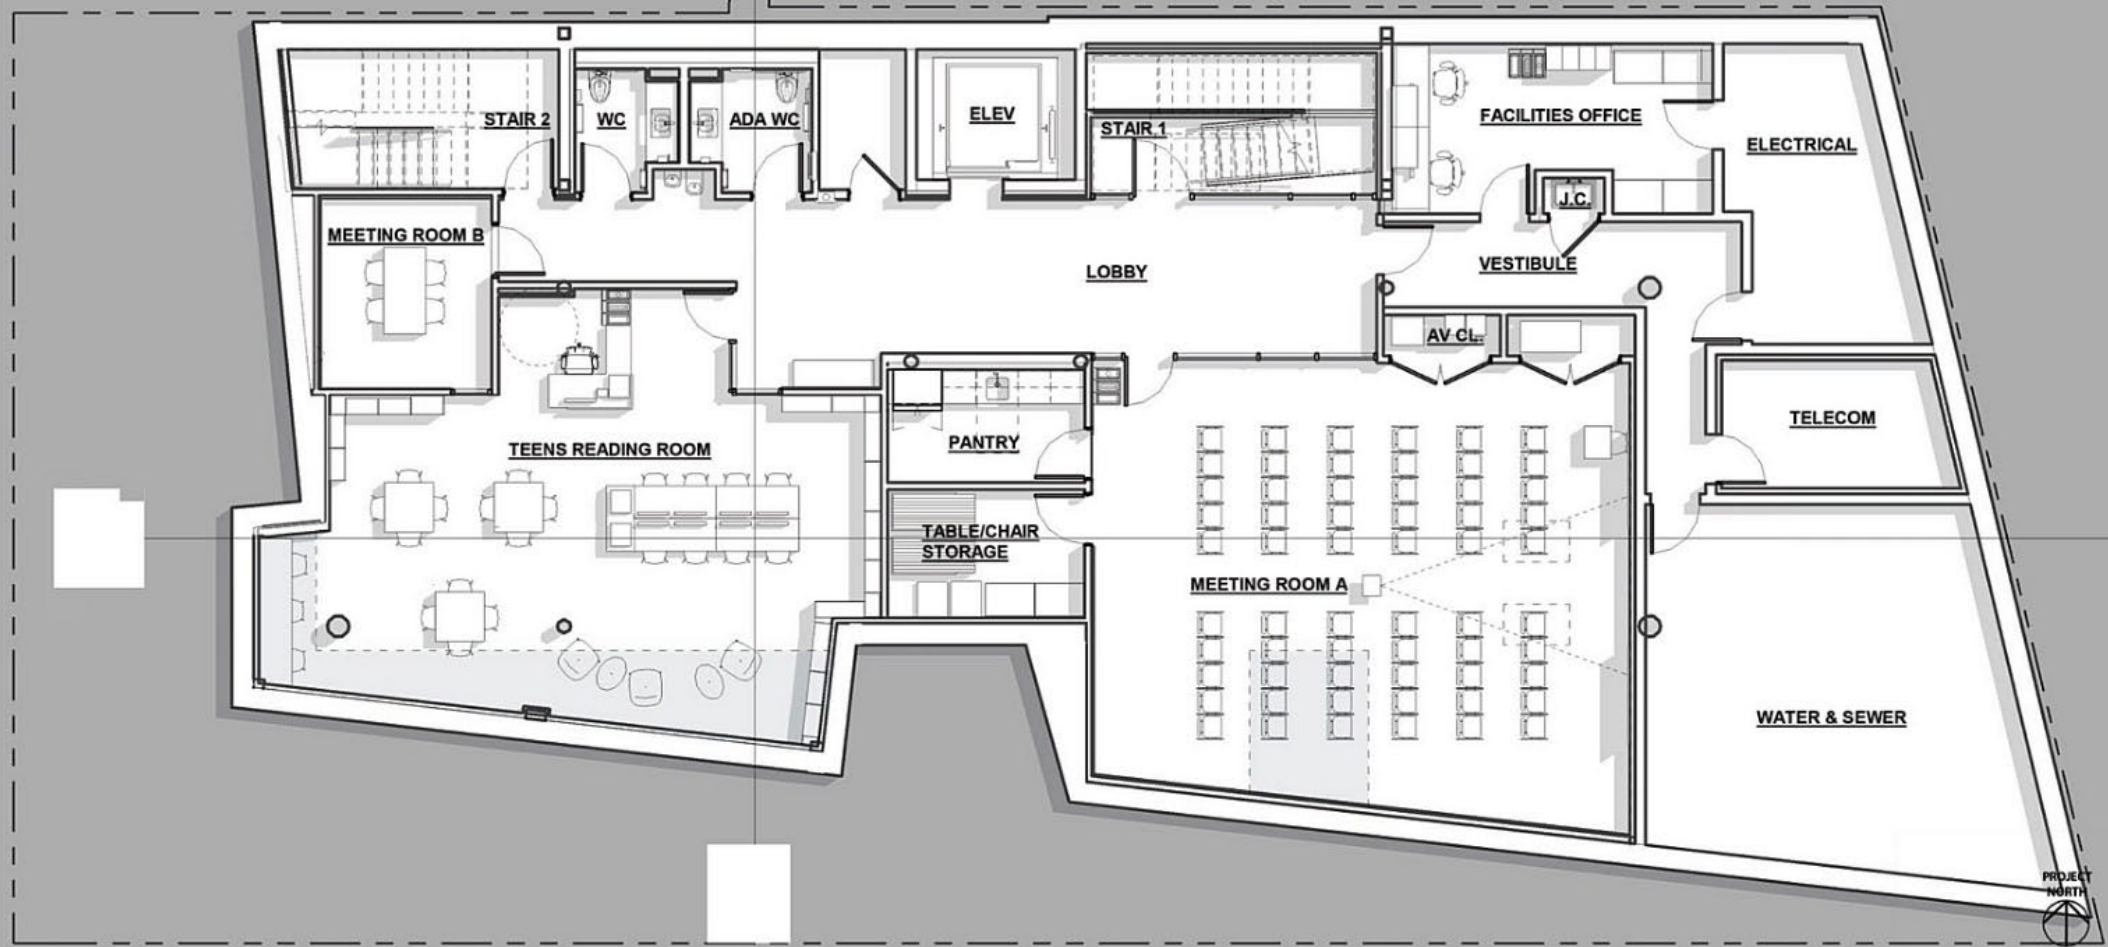 STAIR 2
WC
ADA WC
ELEV
STAIR 1
FACILITIES OFFICE
ELECTRICAL
J.C.
MEETING ROOM B
LOBBY
VESTIBULE
AV CL.
TEENS READING ROOM
PANTRY
TELECOM
TABLE/CHAIR
STORAGE
MEETING ROOM A
WATER & SEWER
PROJECT
NORTH